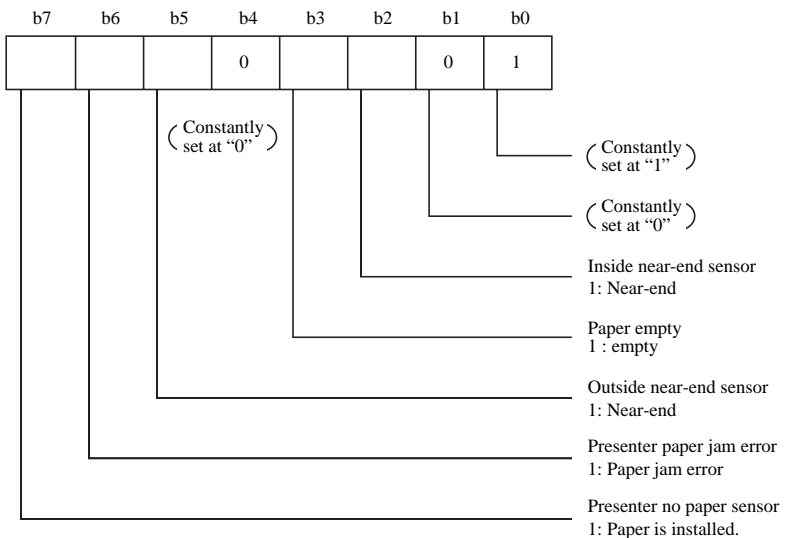 b7 b6 b5 b4 b3 b2 b1 b0
0 0 1
( Constantly
set at “0” )
( Constantly
set at “1” )
( Constantly
set at “0” )
Inside near-end sensor
1: Near-end
Paper empty
1 : empty
Outside near-end sensor
1: Near-end
Presenter paper jam error
1: Paper jam error
Presenter no paper sensor
1: Paper is installed.